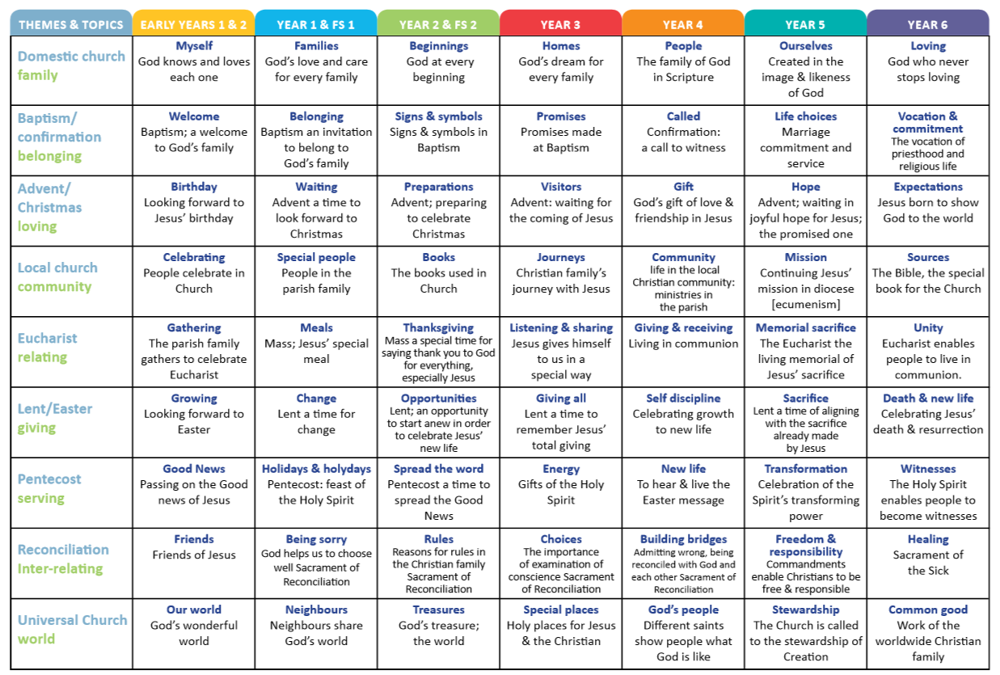 THEMES & TOPICS
EARLY YEARS 1 & 2
YEAR 1 & FS 1
YEAR 2 & FS 2
YEAR 3
YEAR 4
YEAR 5
YEAR 6
Domestic church
family
Myself
God knows and loves
each one
Families
God's love and care
for every family
Beginnings
God at every
beginning
Homes
God's dream for
every family
People
The family of God
in Scripture
Ourselves
Created in the
image & likeness
of God
Loving
God who never
stops loving
Baptism/
confirmation
belonging
Welcome
Baptism; a welcome
to God's family
Belonging
Baptism an invitation
to belong to
God's family
Signs & symbols
Signs & symbols in
Baptism
Promises
Promises made
at Baptism
Called
Confirmation:
a call to witness
Life choices
Marriage
commitment and
service
Vocation &
commitment
The vocation of
priesthood and
religious life
Advent/
Christmas
loving
Birthday
Looking forward to
Jesus' birthday
Waiting
Advent a time to
look forward to
Christmas
Preparations
Advent; preparing
to celebrate
Christmas
Visitors
Advent: waiting for
the coming of Jesus
Gift
God's gift of love &
friendship in Jesus
Hope
Advent; waiting in
joyful hope for Jesus;
the promised one
Expectations
Jesus born to show
God to the world
Local church
community
Celebrating
People celebrate in
Church
Special people
People in the
parish family
Books
The books used in
Church
Journeys
Christian family's
journey with Jesus
Community
life in the local
Christian community:
ministries in
the parish
Mission
Continuing Jesus'
mission in diocese
[ecumenism]
Sources
The Bible, the special
book for the Church
Eucharist
relating
Gathering
The parish family
gathers to celebrate
Eucharist
Meals
Mass; Jesus' special
meal
Thanksgiving
Mass a special time for
saying thank you to God
for everything,
especially Jesus
Listening & sharing
Jesus gives himself
to us in a
special way
Giving & receiving
Living in communion
Memorial sacrifice
The Eucharist the
living memorial of
Jesus' sacrifice
Unity
Eucharist enables
people to live in
communion.
Lent/Easter
giving
Growing
Looking forward to
Easter
Change
Lent a time for
change
Opportunities
Lent; an opportunity
to start anew in order
to celebrate Jesus'
new life
Giving all
Lent a time to
remember Jesus'
total giving
Self discipline
Celebrating growth
to new life
Sacrifice
Lent a time of aligning
with the sacrifice
already made
by Jesus
Death & new life
Celebrating Jesus'
death & resurrection
Pentecost
serving
Good News
Passing on the Good
news of Jesus
Holidays & holydays
Pentecost: feast of
the Holy Spirit
Spread the word
Pentecost a time to
spread the Good
News
Energy
Gifts of the Holy
Spirit
New life
To hear & live the
Easter message
Transformation
Celebration of the
Spirit's transforming
power
Witnesses
The Holy Spirit
enables people to
become witnesses
Reconciliation
Inter-relating
Friends
Friends of Jesus
Being sorry
God helps us to choose
well Sacrament of
Reconciliation
Rules
Reasons for rules in
the Christian family
Sacrament of
Reconciliation
Choices
The importance
of examination of
conscience Sacrament
of Reconciliation
Building bridges
Admitting wrong, being
reconciled with God and
each other Sacrament of
Reconciliation
Freedom &
responsibility
Commandments
enable Christians to be
free & responsible
Healing
Sacrament of
the Sick
Universal Church
world
Our world
God's wonderful
world
Neighbours
Neighbours share
God's world
Treasures
God's treasure;
the world
Special places
Holy places for Jesus
& the Christian
God's people
Different saints
show people what
God is like
Stewardship
The Church is called
to the stewardship of
Creation
Common good
Work of the
worldwide Christian
family